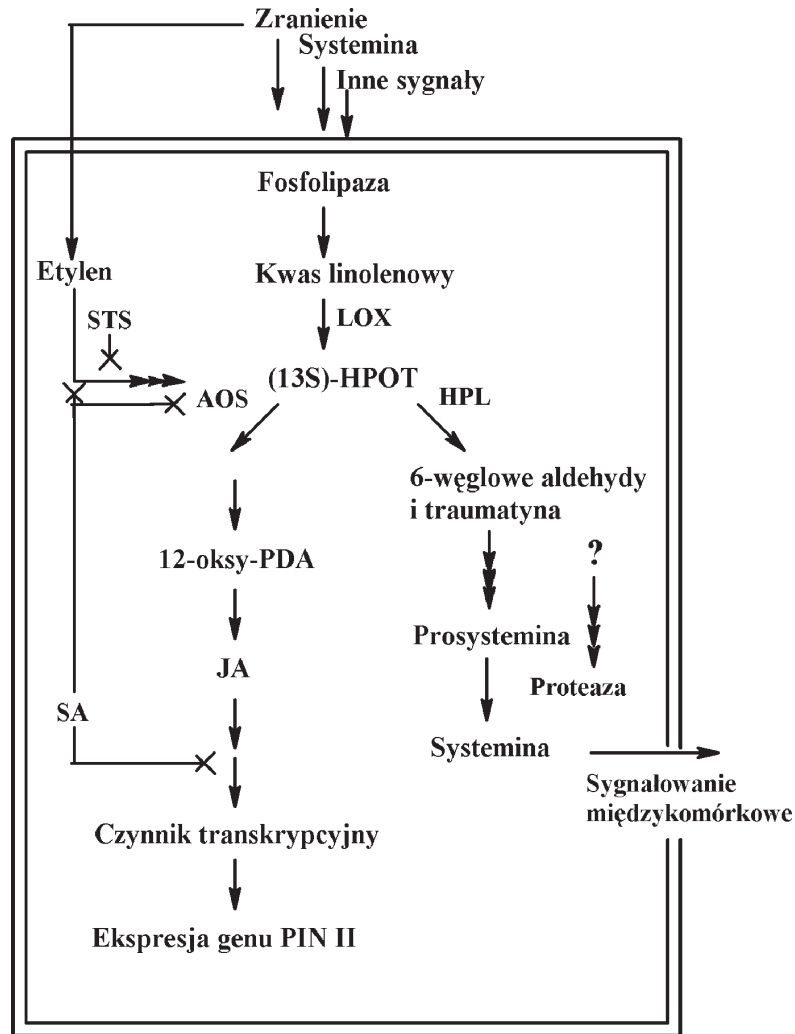 Zranienie
Systemina
Inne sygnały
Fosfolipaza
Etylen
Kwas linolenowy
STS
LOX
(13S)-HPOT
AOS
HPL
6-węglowe aldehydy
i traumatyna
12-oksy-PDA
?
Prosystemina
JA
Proteaza
SA
Systemina
Sygnałowanie
międzykomórkowe
Czynnik transkrypcyjny
Ekspresja genu PIN II